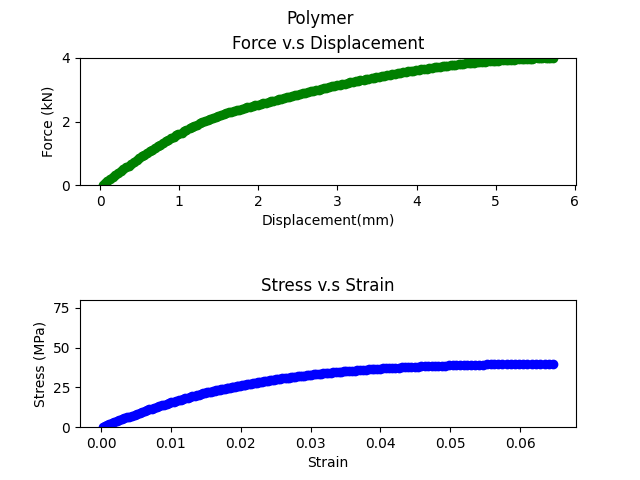 Polymer
Force v.s Displacement
4
2
0
Force (kN)
0 1 2 3 4 5 6
Displacement(mm)
Stress v.s Strain
75
50
25
0
Stress (MPa)
0.00 0.01 0.02 0.03 0.04 0.05 0.06
Strain